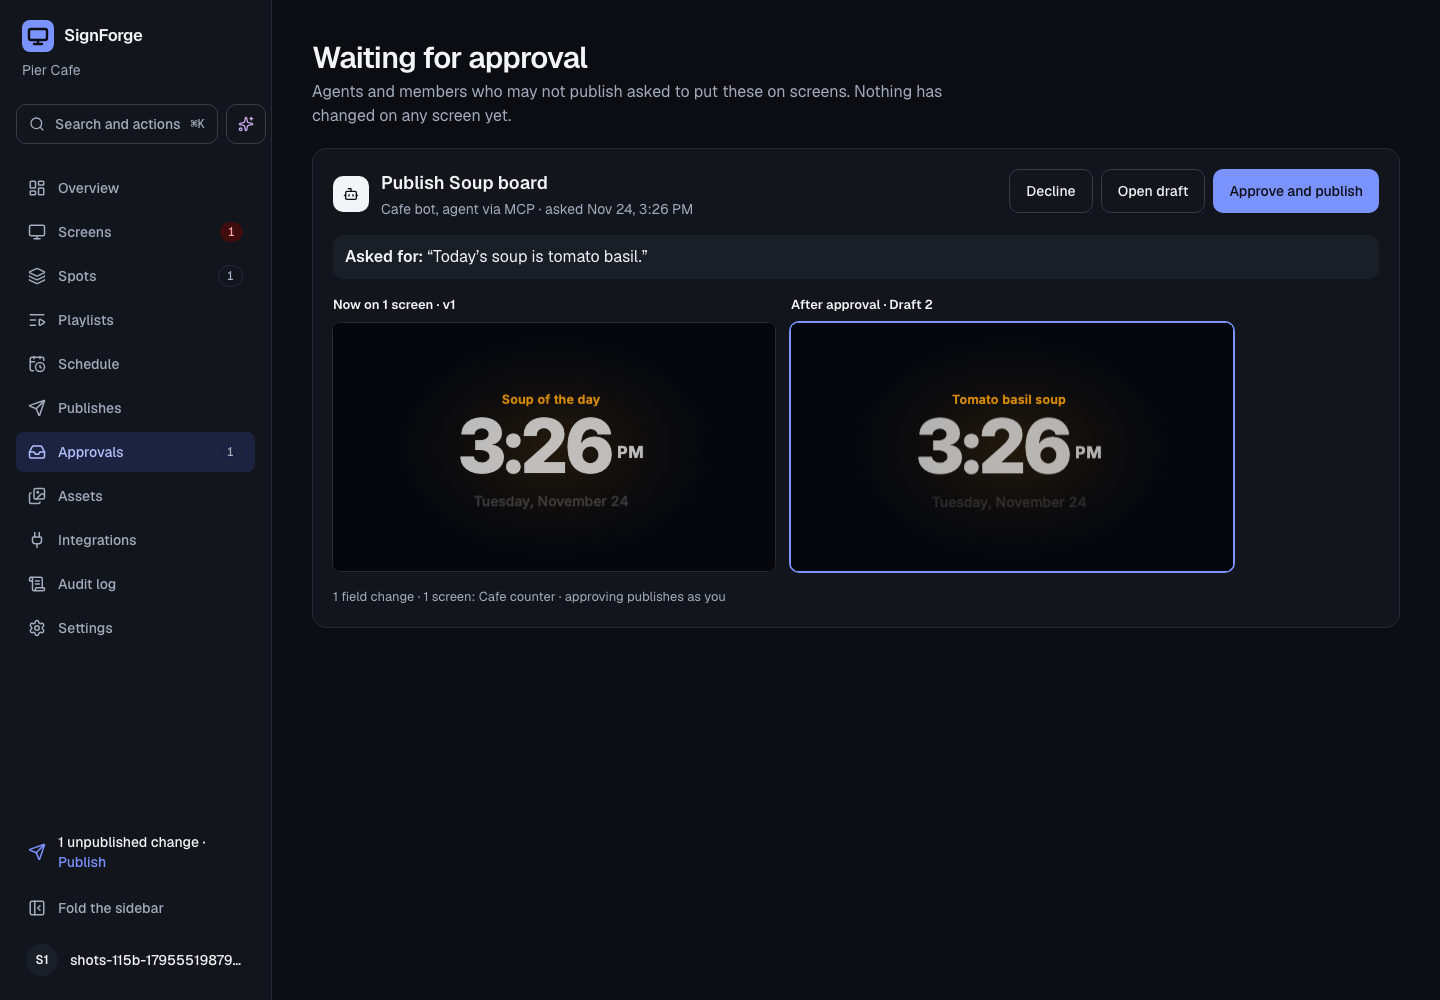 SignForge
Pier Cafe
Search and actions ⌘K
Overview
Screens 1
Spots 1
Playlists
Schedule
Publishes
Approvals 1
Assets
Integrations
Audit log
Settings
1 unpublished change ·
Publish
Fold the sidebar
S1 shots-115b-17955519879...
Waiting for approval
Agents and members who may not publish asked to put these on screens. Nothing has
changed on any screen yet.
Publish Soup board
Cafe bot, agent via MCP · asked Nov 24, 3:26 PM
Decline
Open draft
Approve and publish
Asked for: “Today’s soup is tomato basil.”
Now on 1 screen · v1
Soup of the day
3:26 PM
Tuesday, November 24
After approval · Draft 2
Tomato basil soup
3:26 PM
Tuesday, November 24
1 field change · 1 screen: Cafe counter · approving publishes as you